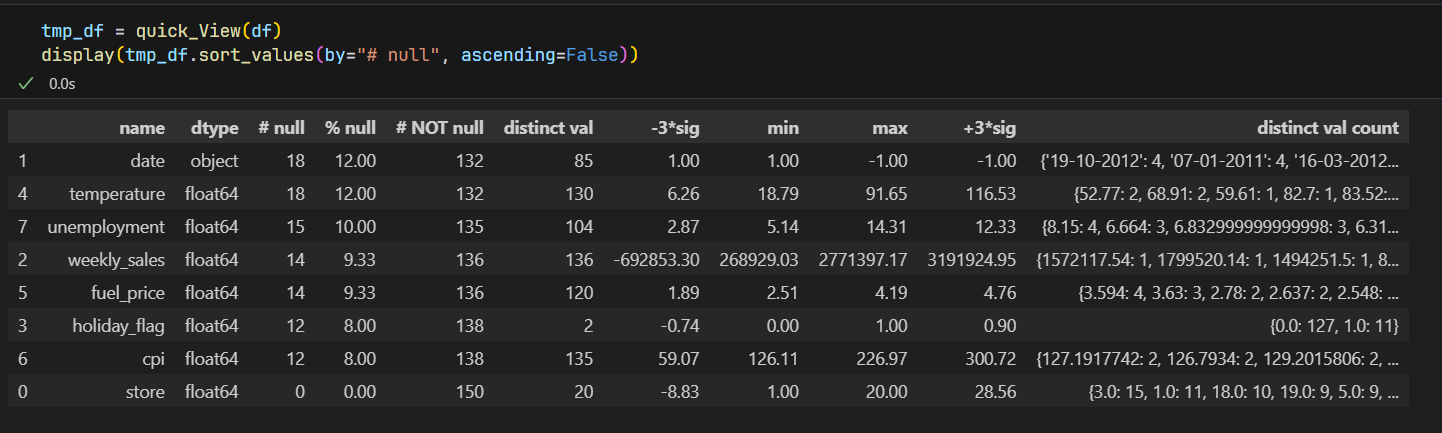 tmp_df = quick_View(df)
display(tmp_df.sort_values(by="# null", ascending=False))
0.0s
name dtype # null % null # NOT null distinct val -3*sig min max +3*sig distinct val count
1 date object 18 12.00 132 85 1.00 1.00 -1.00 -1.00 {'19-10-2012': 4, '07-01-2011': 4, '16-03-2012...
4 temperature float64 18 12.00 132 130 6.26 18.79 91.65 116.53 {52.77: 2, 68.91: 2, 59.61: 1, 82.7: 1, 83.52:...
7 unemployment float64 15 10.00 135 104 2.87 5.14 14.31 12.33 {8.15: 4, 6.664: 3, 6.832999999999998: 3, 6.31...
2 weekly_sales float64 14 9.33 136 136 -692853.30 268929.03 2771397.17 3191924.95 {1572117.54: 1, 1799520.14: 1, 1494251.5: 1, 8...
5 fuel_price float64 14 9.33 136 120 1.89 2.51 4.19 4.76 {3.594: 4, 3.63: 3, 2.78: 2, 2.637: 2, 2.548: ...
3 holiday_flag float64 12 8.00 138 2 -0.74 0.00 1.00 0.90 {0.0: 127, 1.0: 11}
6 cpi float64 12 8.00 138 135 59.07 126.11 226.97 300.72 {127.1917742: 2, 126.7934: 2, 129.2015806: 2, ...
0 store float64 0 0.00 150 20 -8.83 1.00 20.00 28.56 {3.0: 15, 1.0: 11, 18.0: 10, 19.0: 9, 5.0: 9, ...